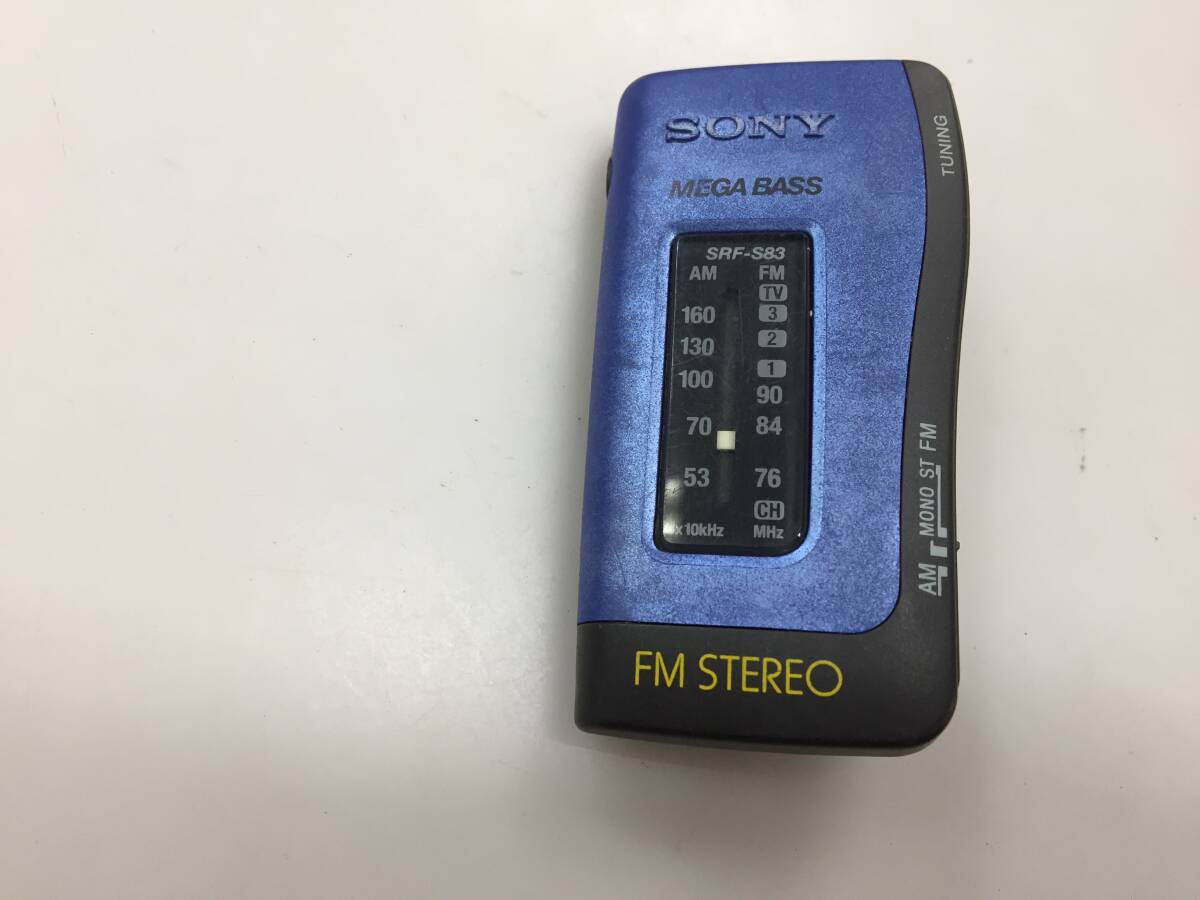 SONY
MEGA BASS
SRF-S83
AM FM
TV
160 3
130 2
100 1
90
70 84
53 76
CH
x10kHz MHz
FM STEREO
TUNING
AM MONO ST FM